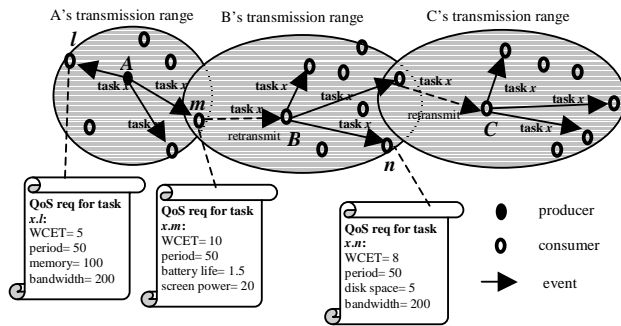 A's transmission range
B's transmission range
C's transmission range
l
A
task x
task x
task x
m
task x
retransmit
B
task x
task x
task x
n
task x
retransmit
C
task x
task x
task x
QoS req for task
x.l:
WCET= 5
period= 50
memory= 100
bandwidth= 200
QoS req for task
x.m:
WCET= 10
period= 50
battery life= 1.5
screen power= 20
QoS req for task
x.n:
WCET= 8
period= 50
disk space= 5
bandwidth= 200
producer
consumer
event